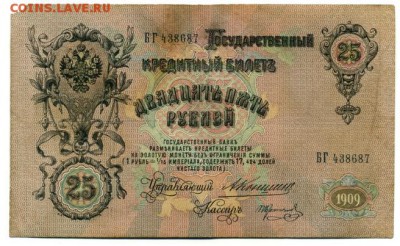 COINS.LAVE.RU
БГ 438687
ГОСУДАРСТВЕННЫЙ
25
КРЕДИТНЫЙ БИЛЕТЪ
25
ДВАДЦАТЬ ПЯТЬ
РУБЛЕЙ
ГОСУДАРСТВЕННЫЙ БАНКЪ
РАЗМѢНИВАЕТЪ КРЕДИТНЫЕ БИЛЕТЫ
НА ЗОЛОТУЮ МОНЕТУ БЕЗЪ ОГРАНИЧЕНІЯ СУММЫ
(1 РУБЛЬ = 1/15 ИМПЕРІАЛА, СОДЕРЖИТЪ 17,424 ДОЛЕЙ
ЧИСТАГО ЗОЛОТА)
БГ 438687
25
Управляющій
Кассиръ
1909